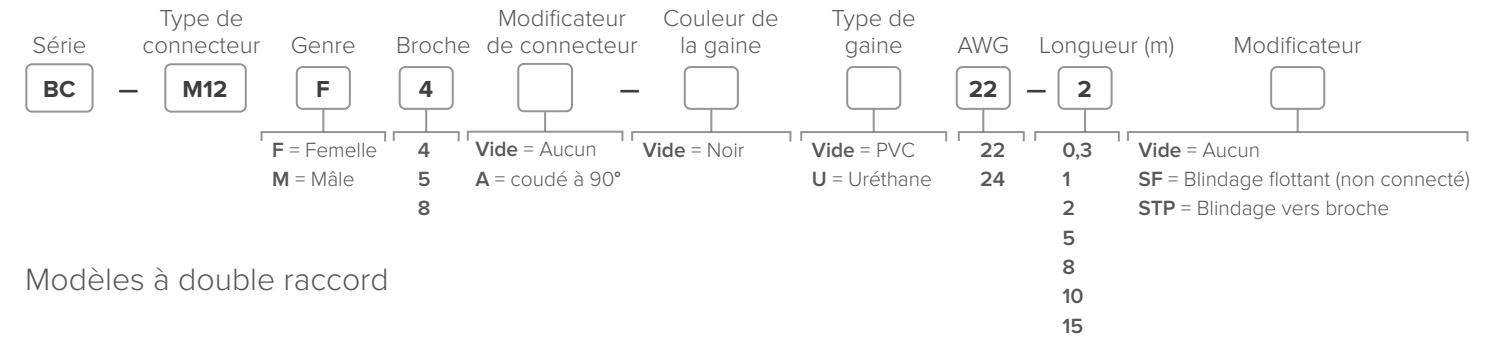 Série Type de connecteur Genre Broche Modificateur de connecteur Couleur de la gaine Type de gaine AWG Longueur (m) Modificateur
BC – M12 F 4 – 22 – 2
F = Femelle 4 Vide = Aucun Vide = Noir Vide = PVC 22 0,3 Vide = Aucun
M = Mâle 5 A = coudé à 90° U = Uréthane 24 1 SF = Blindage flottant (non connecté)
8 2 STP = Blindage vers broche
5
8
Modèles à double raccord
10
15